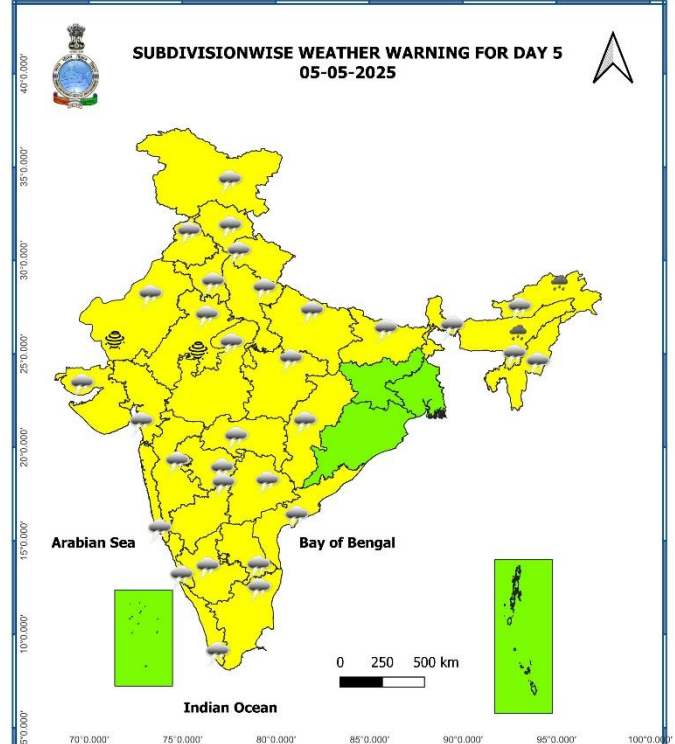 SUBDIVISIONWISE WEATHER WARNING FOR DAY 5
05-05-2025
40°0.000'
35°0.000'
30°0.000'
25°0.000'
20°0.000'
15°0.000'
10°0.000'
5°0.000'
Arabian Sea
Bay of Bengal
0 250 500 km
Indian Ocean
70°0.000' 75°0.000' 80°0.000' 85°0.000' 90°0.000' 95°0.000' 100°0.000'